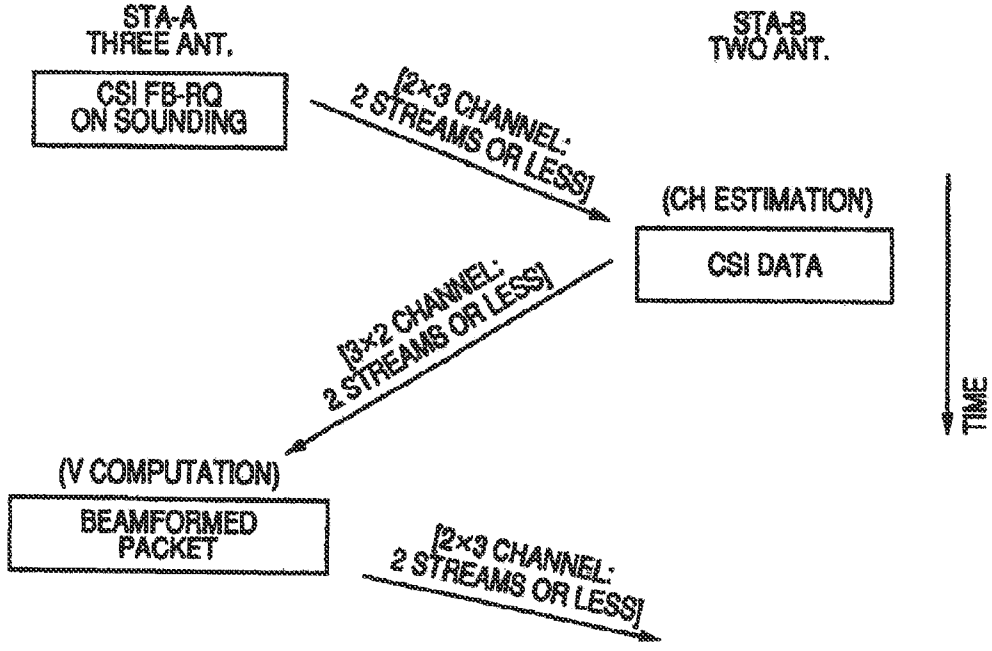 STA-A
THREE ANT.
STA-B
TWO ANT.
CSI FB-RQ
ON SOUNDING
[2×3 CHANNEL:
2 STREAMS OR LESS]
(CH ESTIMATION)
CSI DATA
[3×2 CHANNEL:
2 STREAMS OR LESS]
TIME
(V COMPUTATION)
BEAMFORMED
PACKET
[2×3 CHANNEL:
2 STREAMS OR LESS]